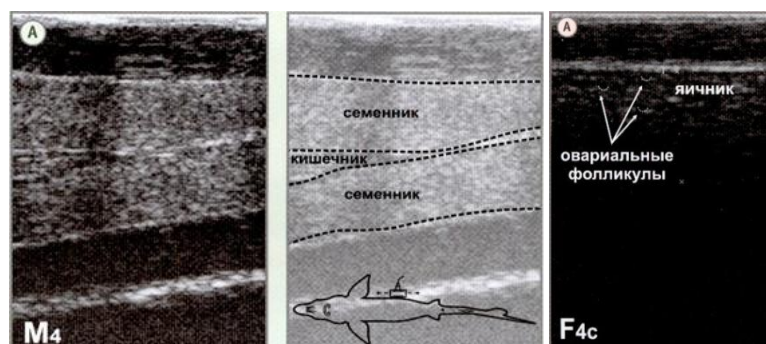 A
M4
семенник
кишечник
семенник
A
яичник
овариальные
фолликулы
F4c